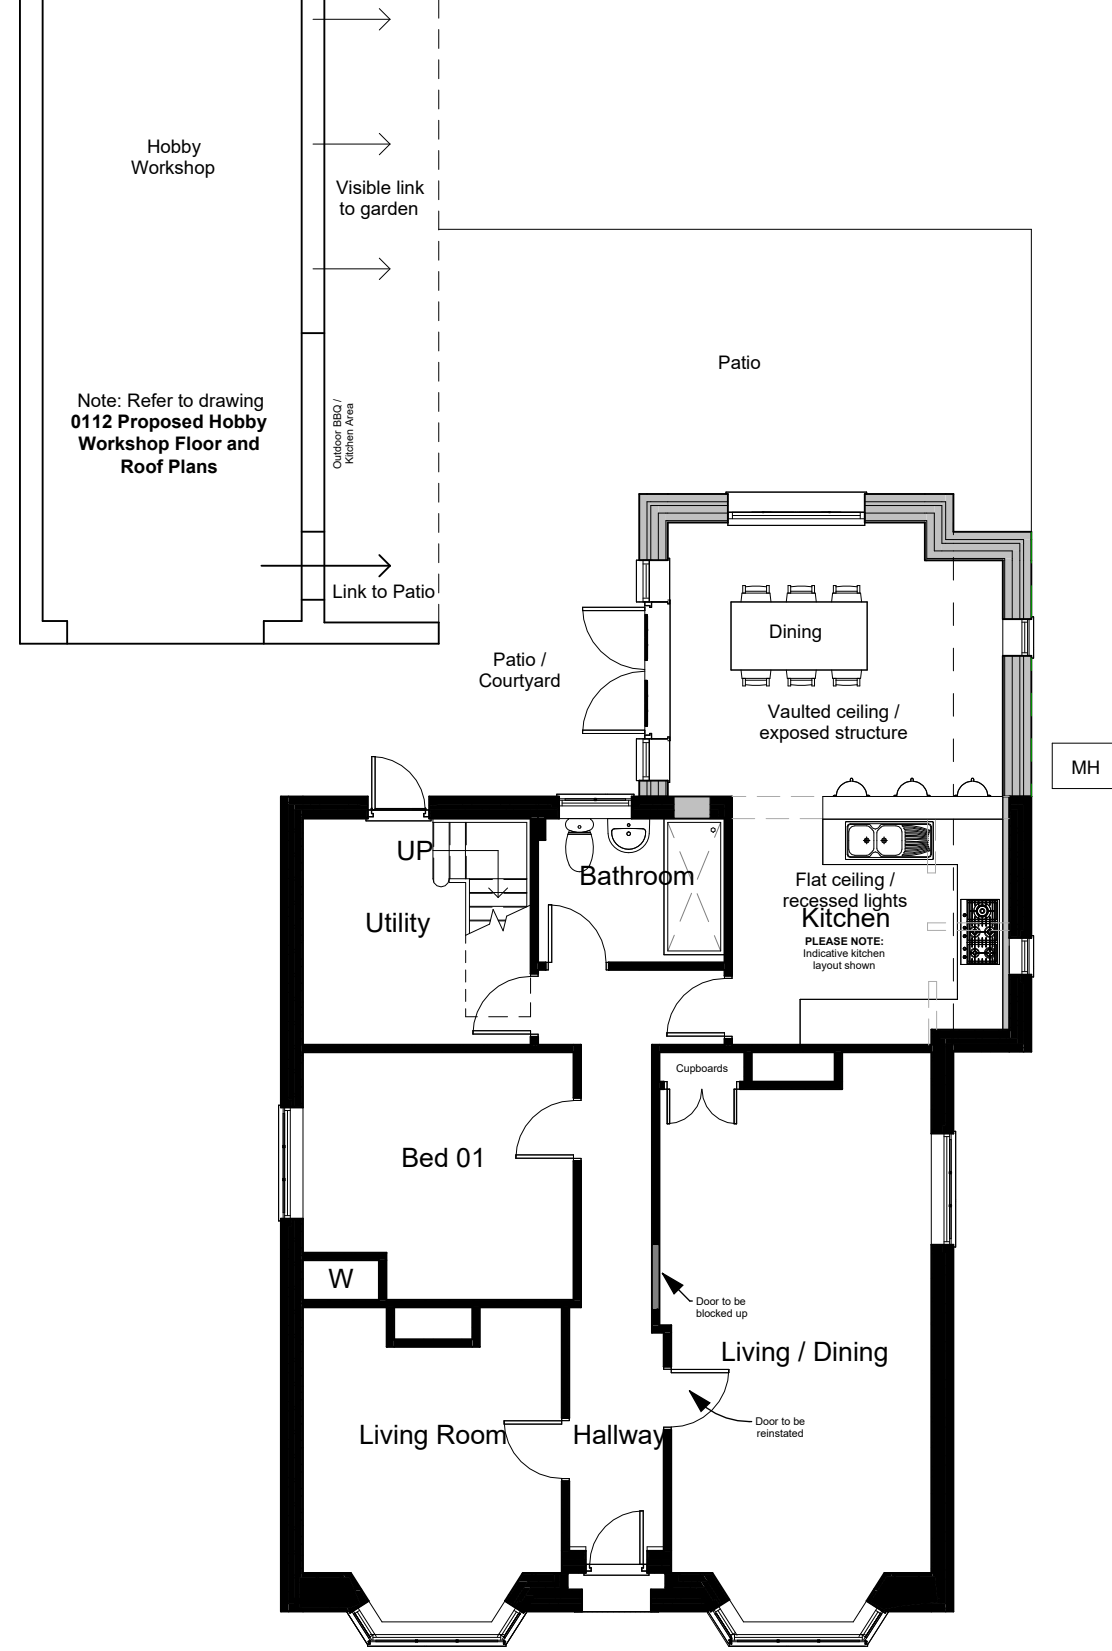 Hobby
Workshop
Visible link
to garden
Patio
Note: Refer to drawing
0112 Proposed Hobby
Workshop Floor and
Roof Plans
Outdoor BBQ /
Kitchen Area
Link to Patio
Patio /
Courtyard
Dining
Vaulted ceiling /
exposed structure
MH
UP
Utility
Bathroom
Flat ceiling /
recessed lights
Kitchen
PLEASE NOTE:
Indicative kitchen
layout shown
Cupboards
Bed 01
W
Door to be
blocked up
Living / Dining
Door to be
reinstated
Living Room
Hallway